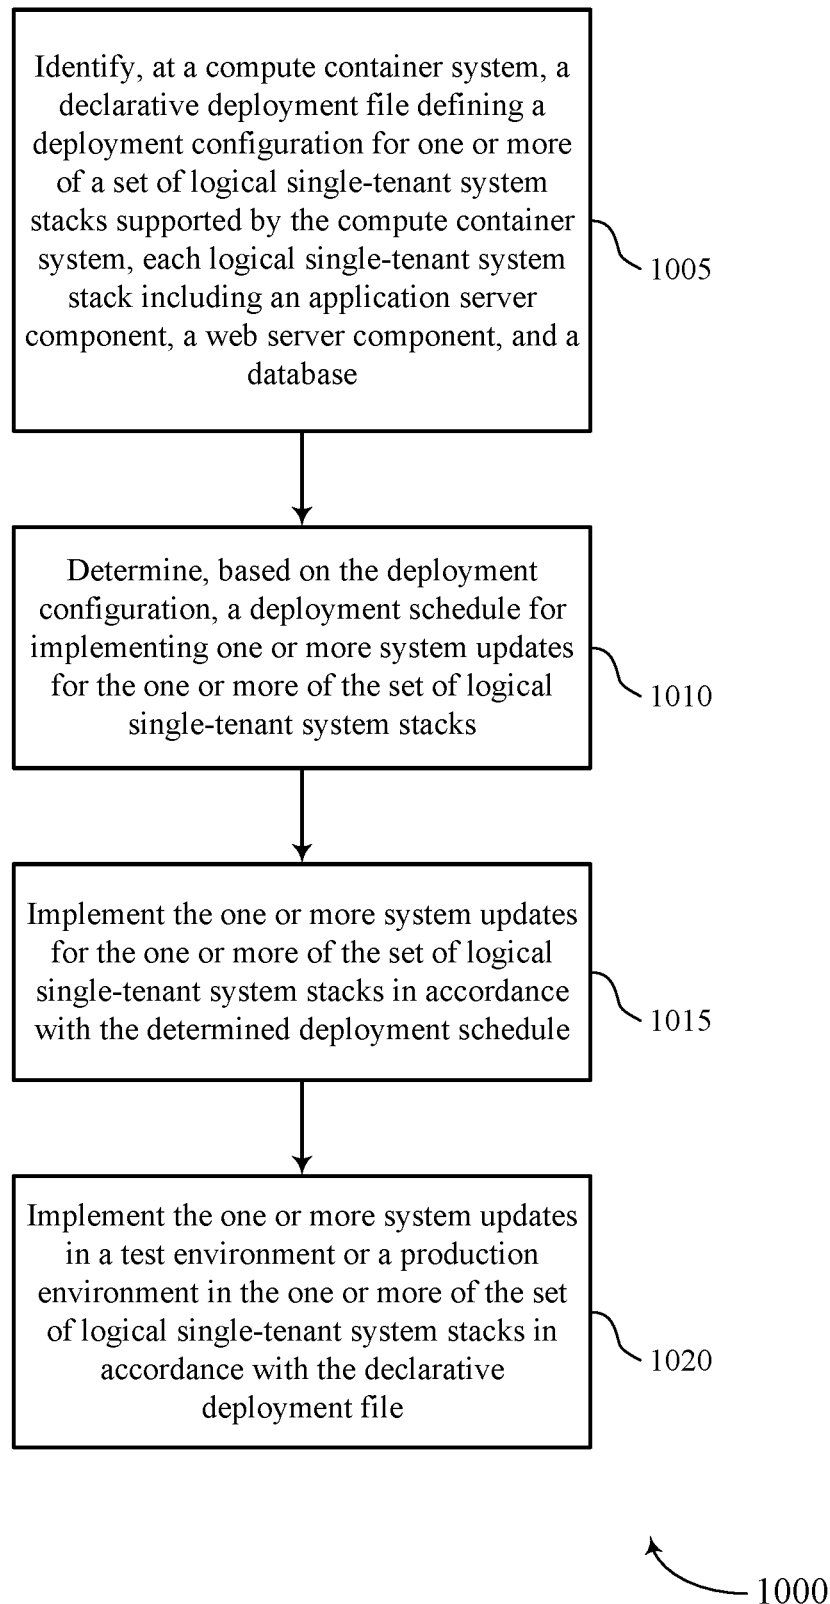 Identify, at a compute container system, a
declarative deployment file defining a
deployment configuration for one or more
of a set of logical single-tenant system
stacks supported by the compute container
system, each logical single-tenant system
stack including an application server
component, a web server component, and a
database
1005
Determine, based on the deployment
configuration, a deployment schedule for
implementing one or more system updates
for the one or more of the set of logical
single-tenant system stacks
1010
Implement the one or more system updates
for the one or more of the set of logical
single-tenant system stacks in accordance
with the determined deployment schedule
1015
Implement the one or more system updates
in a test environment or a production
environment in the one or more of the set
of logical single-tenant system stacks in
accordance with the declarative
deployment file
1020
1000